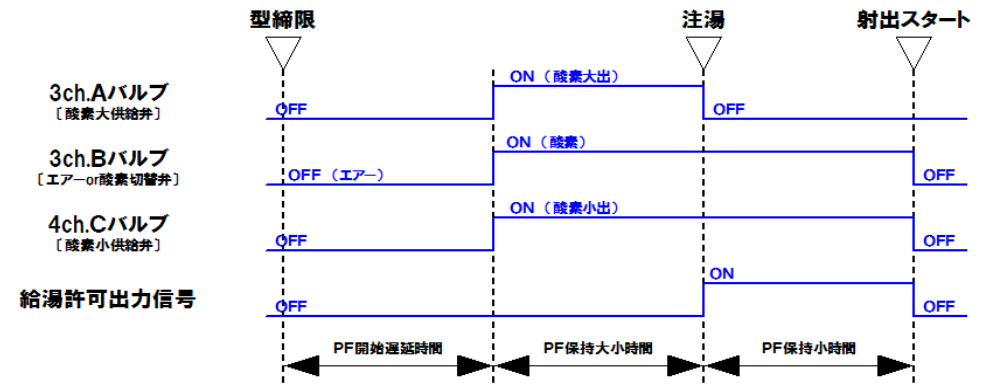 型締限 注湯 射出スタート
3ch.Aバルブ
〔酸素大供給弁〕
OFF ON（酸素大出） OFF
3ch.Bバルブ
〔エアーor酸素切替弁〕
OFF（エアー） ON（酸素） OFF
4ch.Cバルブ
〔酸素小供給弁〕
OFF ON（酸素小出） OFF
給湯許可出力信号
OFF ON OFF
PF開始遅延時間 PF保持大小時間 PF保持小時間